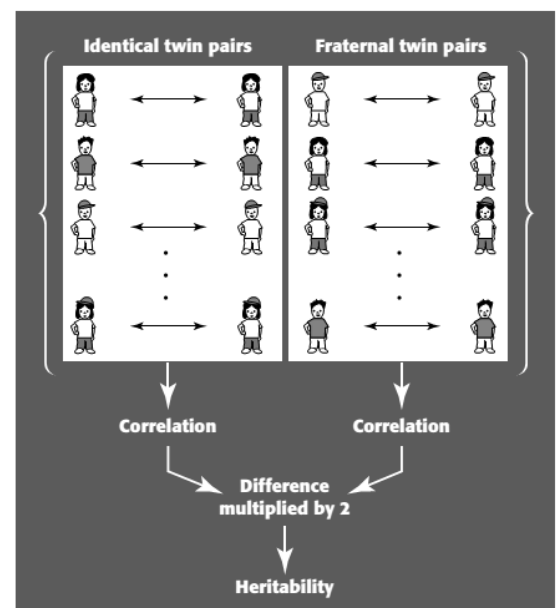 Identical twin pairs
Fraternal twin pairs
Correlation
Correlation
Difference
multiplied by 2
Heritability